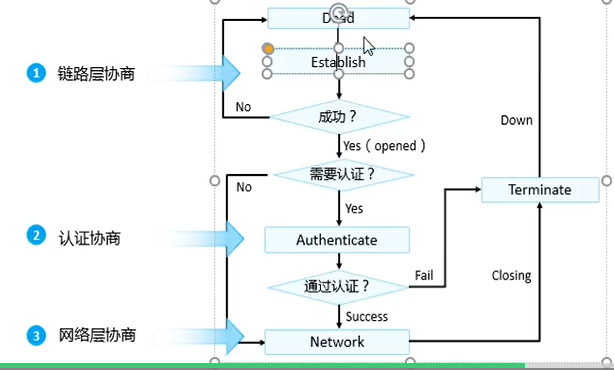 Dead
Establish
1 链路层协商
No
成功？
Yes（opened）
Down
需要认证？
No
Yes
Terminate
2 认证协商
Authenticate
Fail
Closing
通过认证？
Success
3 网络层协商
Network